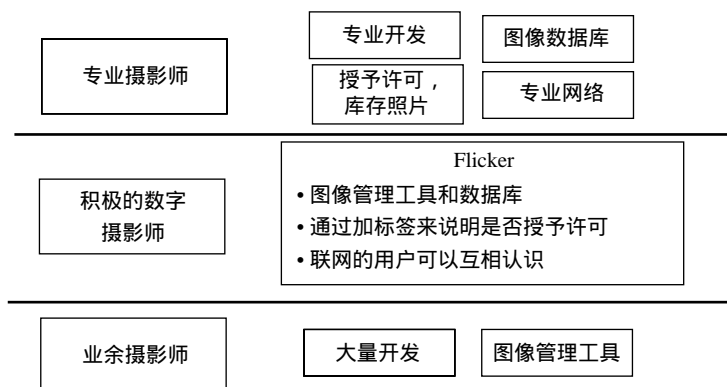 专业摄影师
专业开发
图像数据库
授予许可，
库存照片
专业网络
积极的数字
摄影师
Flicker
• 图像管理工具和数据库
• 通过加标签来说明是否授予许可
• 联网的用户可以互相认识
业余摄影师
大量开发
图像管理工具